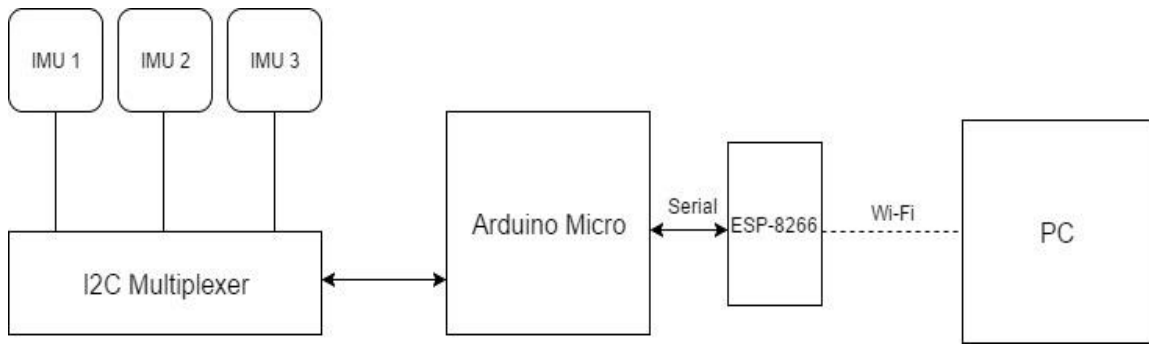 IMU 1
IMU 2
IMU 3
I2C Multiplexer
Arduino Micro
Serial
ESP-8266
Wi-Fi
PC